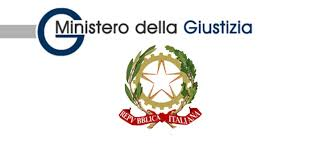 Ministero della Giustizia
REPVBBLICA ITALIANA